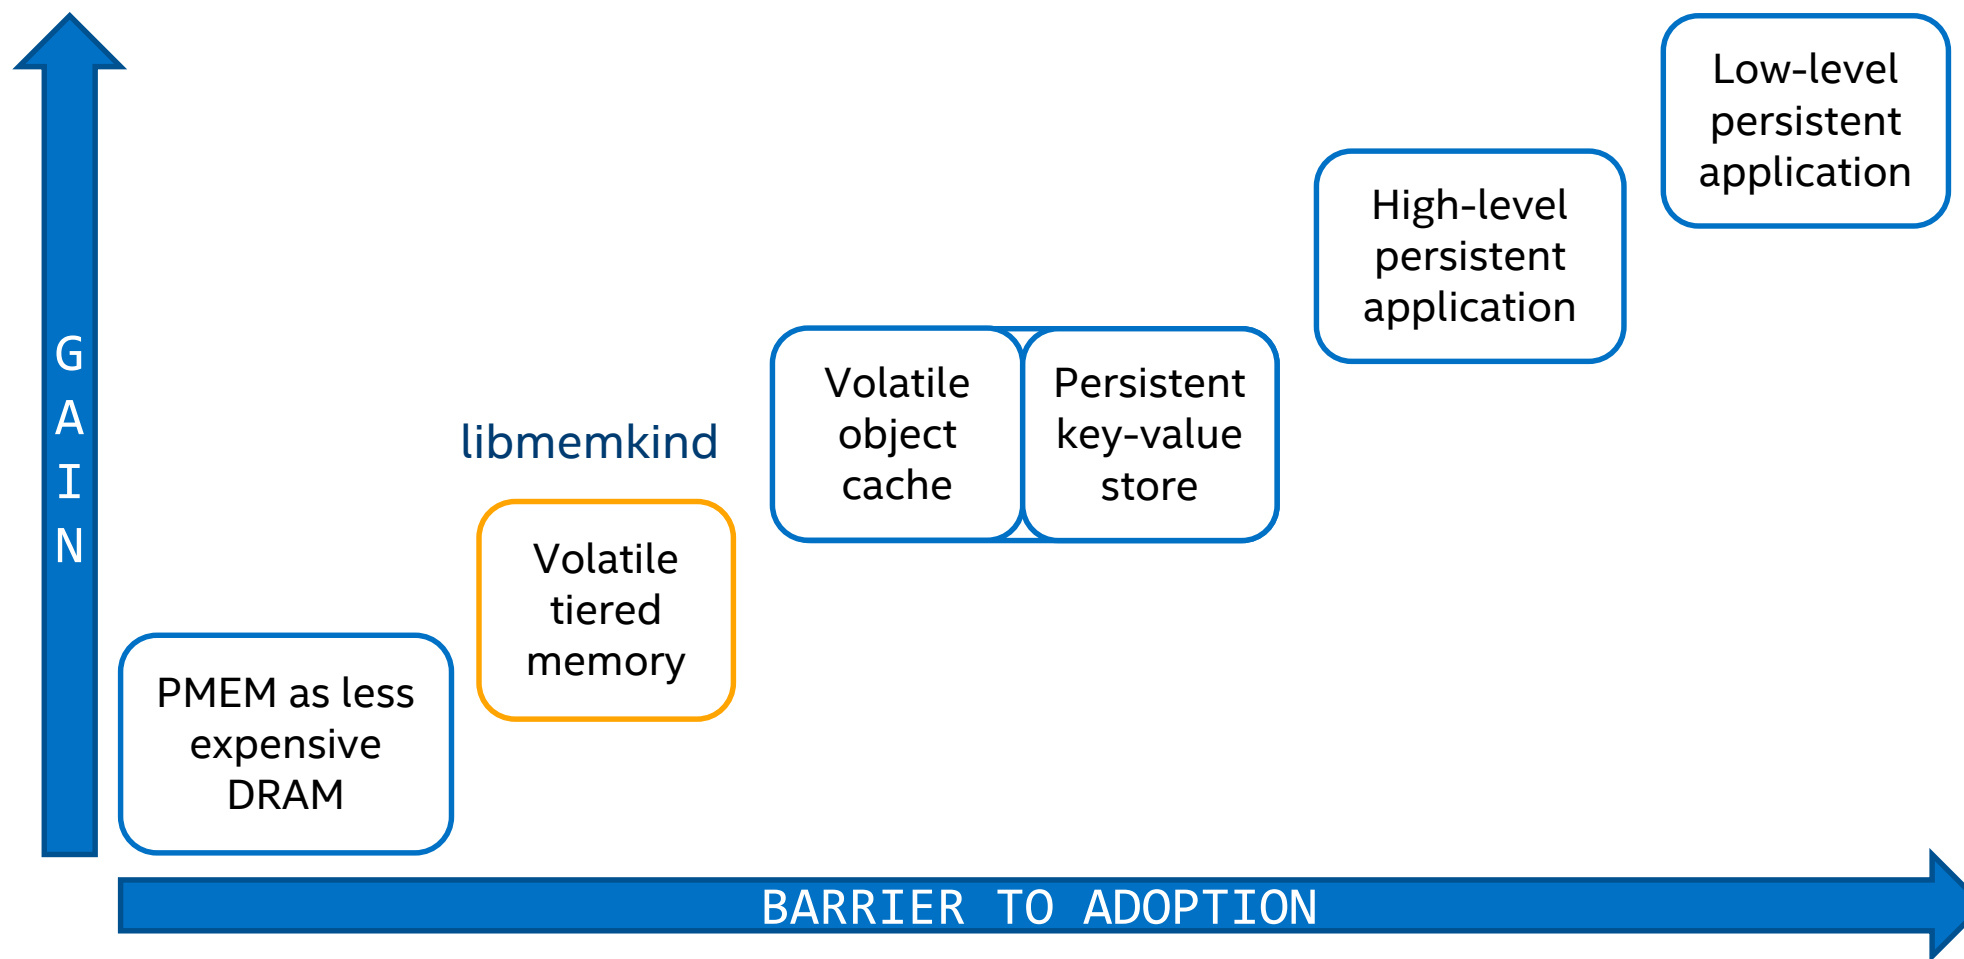 Low-level
persistent
application
High-level
persistent
application
Volatile
object
cache
Persistent
key-value
store
libmemkind
Volatile
tiered
memory
PMEM as less
expensive
DRAM
GAIN
BARRIER TO ADOPTION